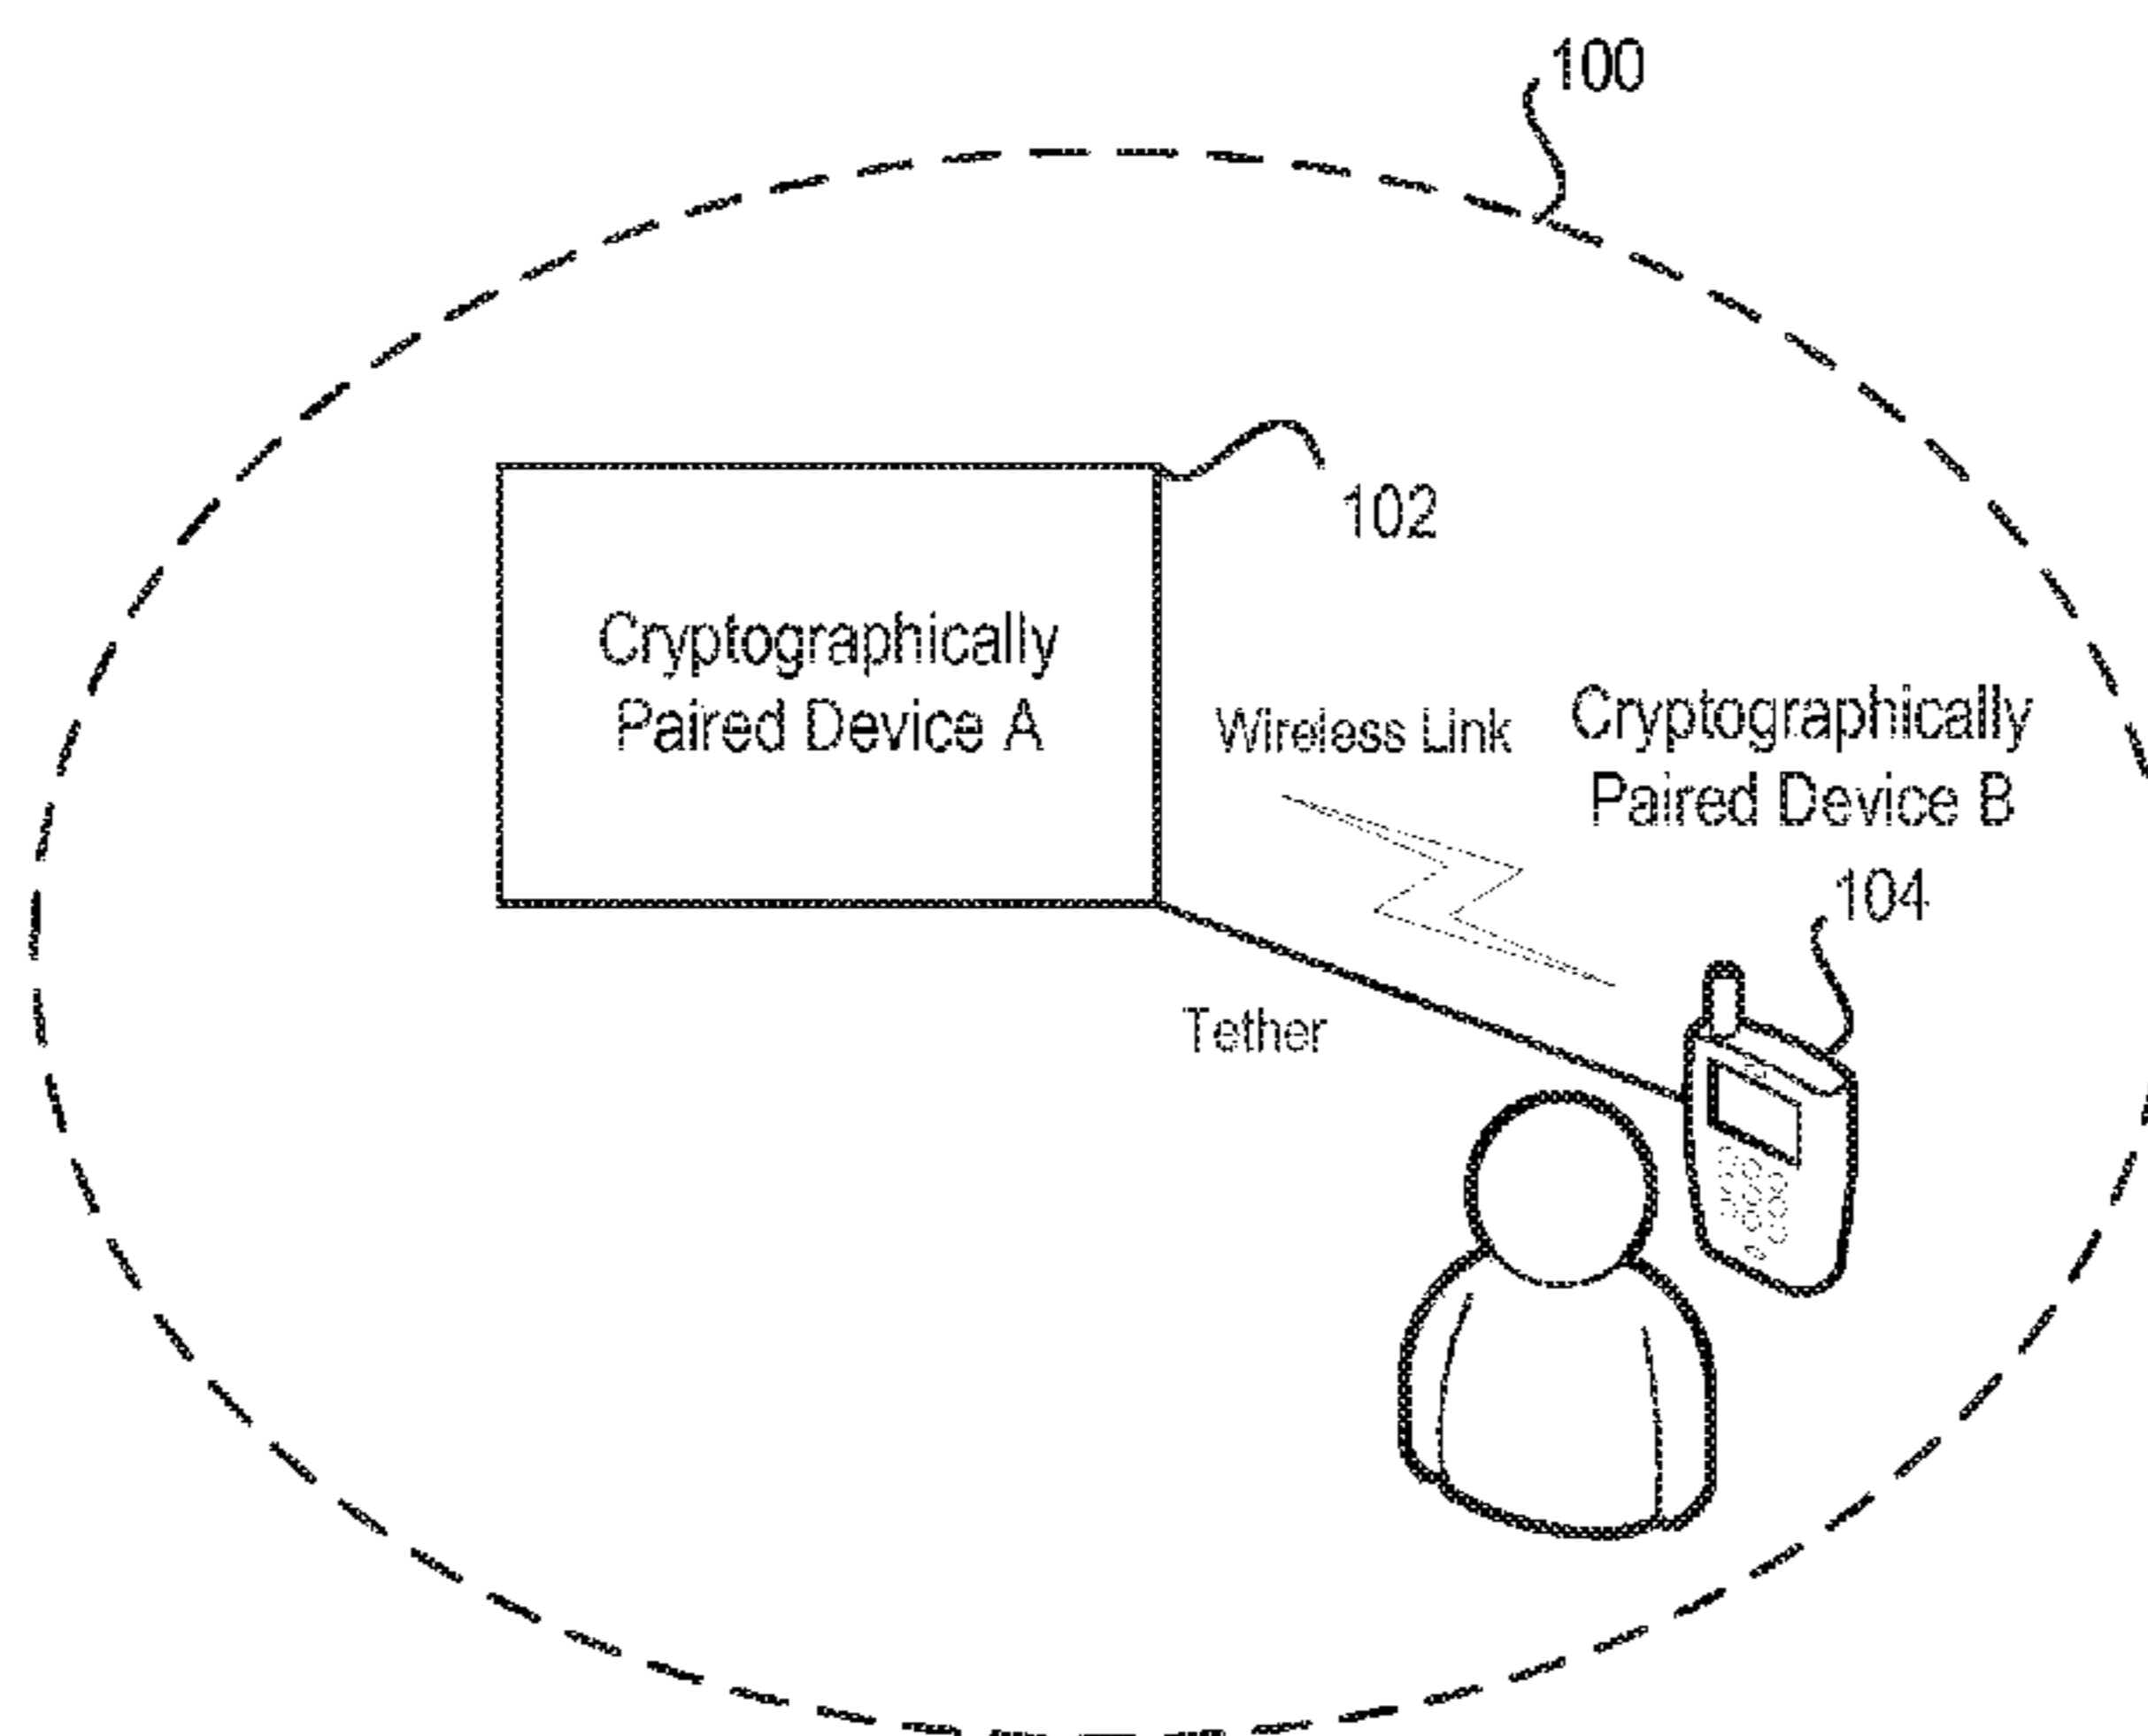 100
102
Cryptographically
Paired Device A
Wireless Link
Cryptographically
Paired Device B
104
Tether